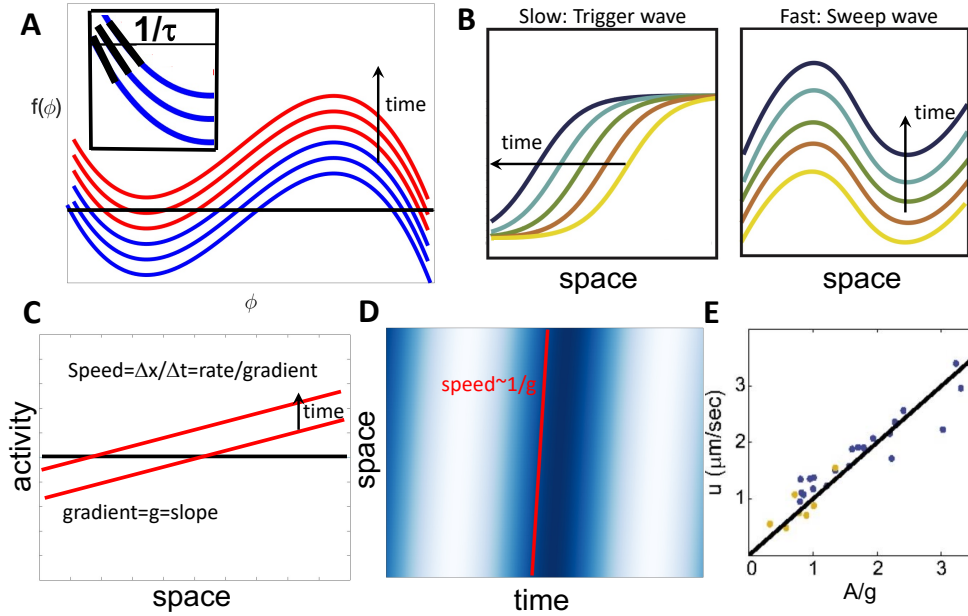 A
1/τ
f(ϕ)
time
ϕ
B
Slow: Trigger wave
Fast: Sweep wave
time
time
space
space
C
Speed=Δx/Δt=rate/gradient
time
activity
gradient=g=slope
space
D
speed~1/g
space
time
E
u (μm/sec)
3
2
1
0
1
2
3
A/g